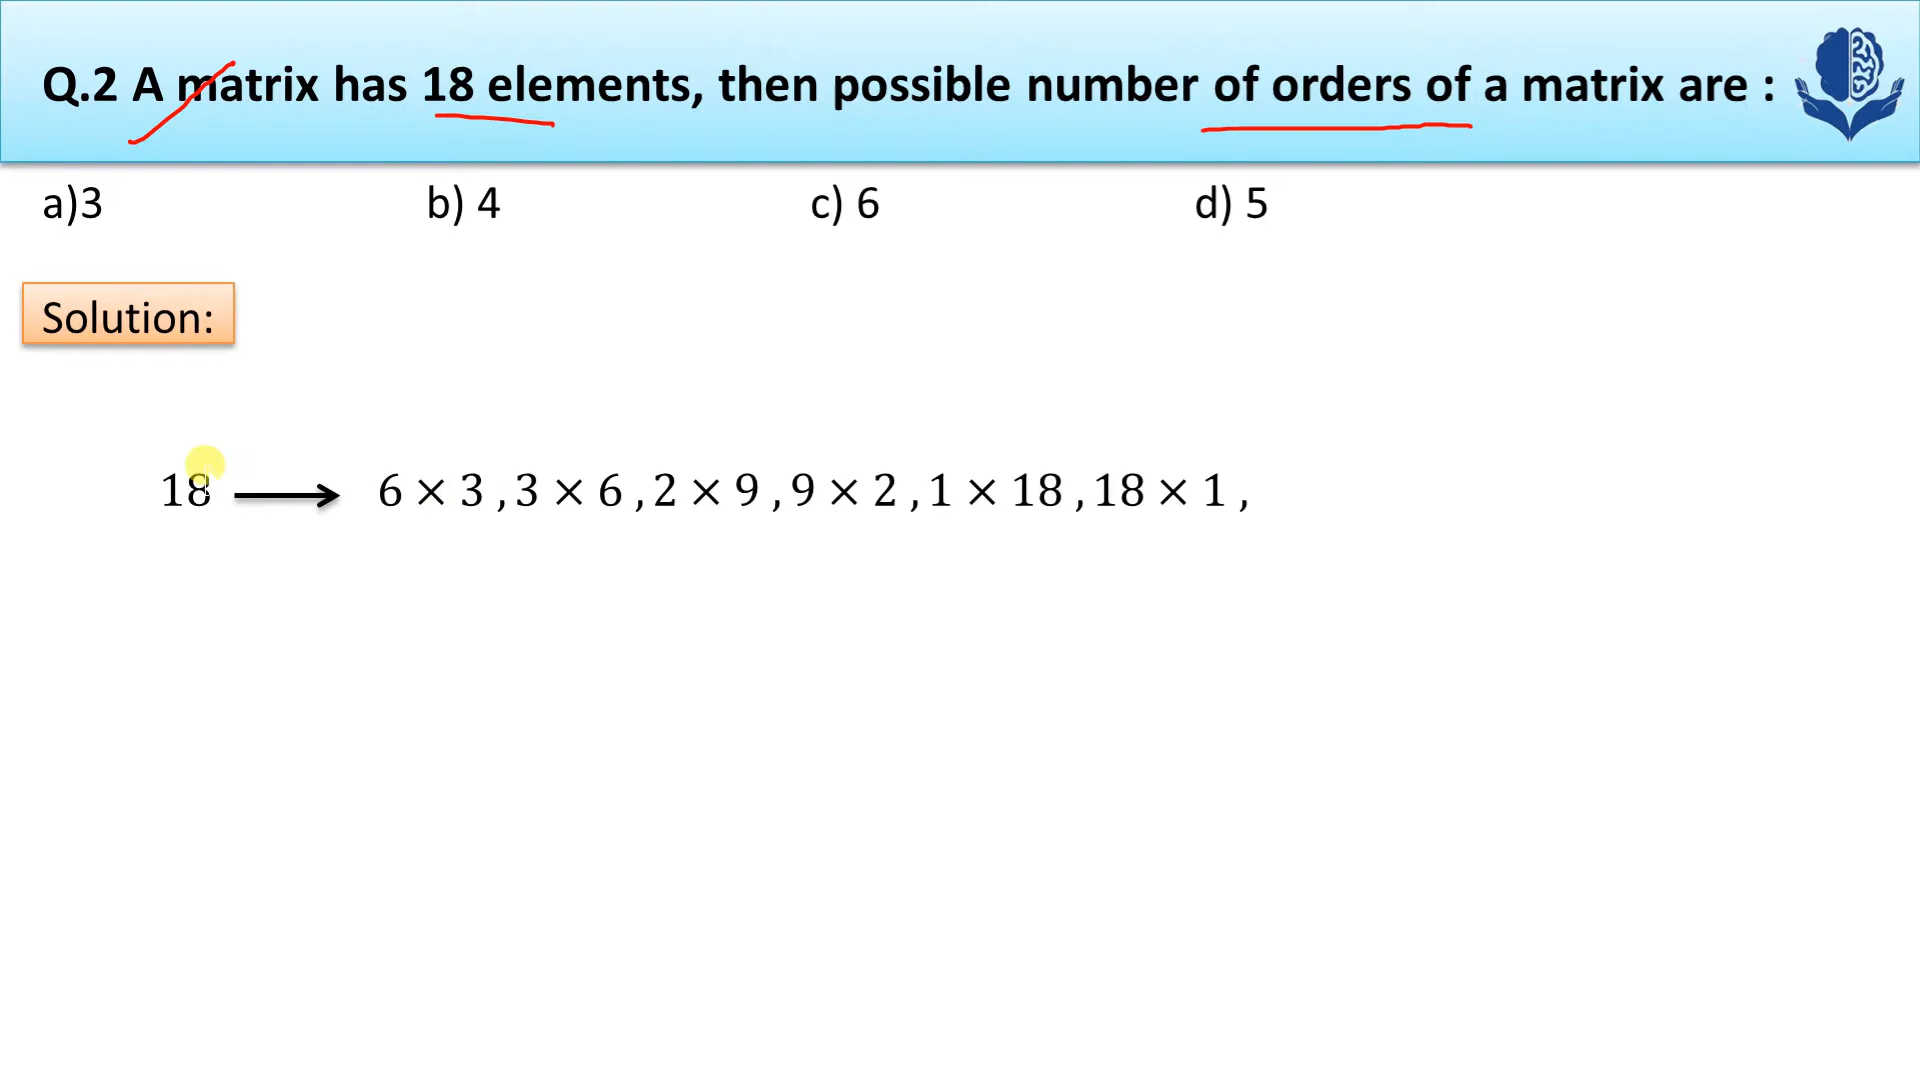 Q.2 A matrix has 18 elements, then possible number of orders of a matrix are :
a)3 b) 4 c) 6 d) 5
Solution:
18 ⟶ 6 × 3 , 3 × 6 , 2 × 9 , 9 × 2 , 1 × 18 , 18 × 1 ,